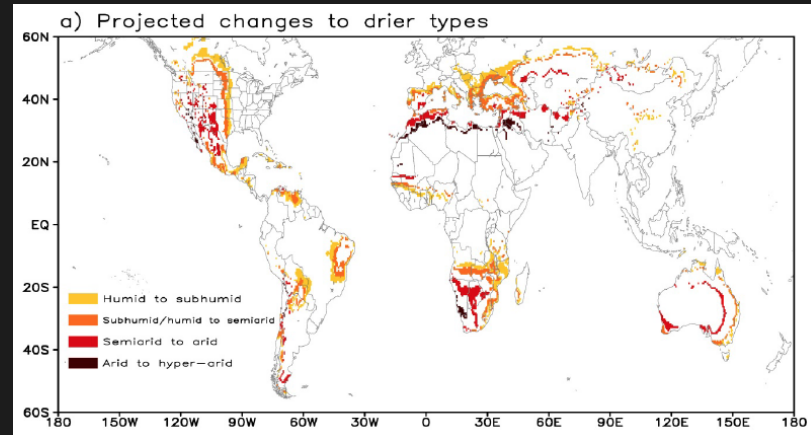 a) Projected changes to drier types
60N
40N
20N
EQ
20S
40S
60S
Humid to subhumid
Subhumid/humid to semiarid
Semiarid to arid
Arid to hyper-arid
180 150W 120W 90W 60W 30W 0 30E 60E 90E 120E 150E 180